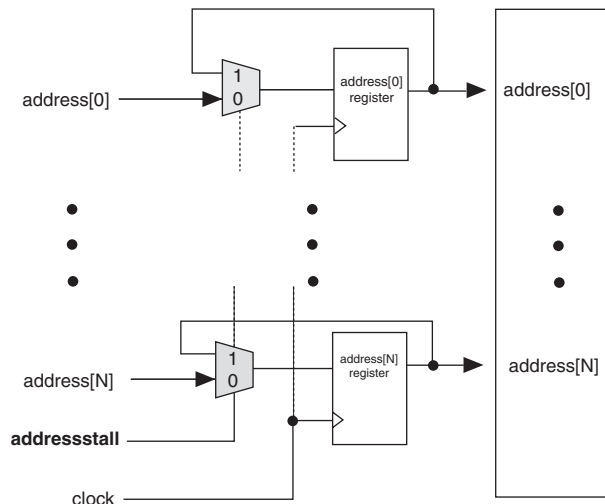 1
0
address[0]
address[0]
register
address[0]
1
0
address[N]
address[N]
register
address[N]
addressstall
clock